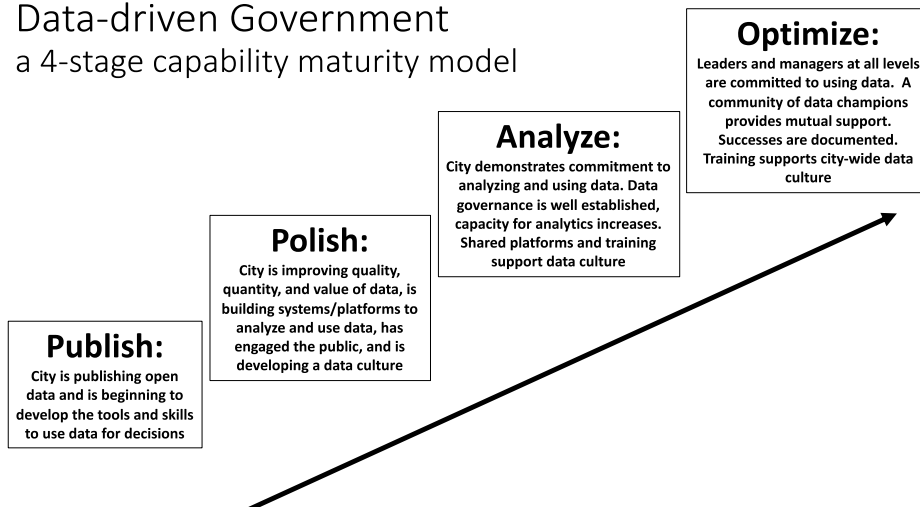 Data-driven Government
a 4-stage capability maturity model
Optimize:
Leaders and managers at all levels
are committed to using data.  A
community of data champions
provides mutual support.
Successes are documented.
Training supports city-wide data
culture
Analyze:
City demonstrates commitment to
analyzing and using data. Data
governance is well established,
capacity for analytics increases.
Shared platforms and training
support data culture
Polish:
City is improving quality,
quantity, and value of data, is
building systems/platforms to
analyze and use data, has
engaged the public, and is
developing a data culture
Publish:
City is publishing open
data and is beginning to
develop the tools and skills
to use data for decisions